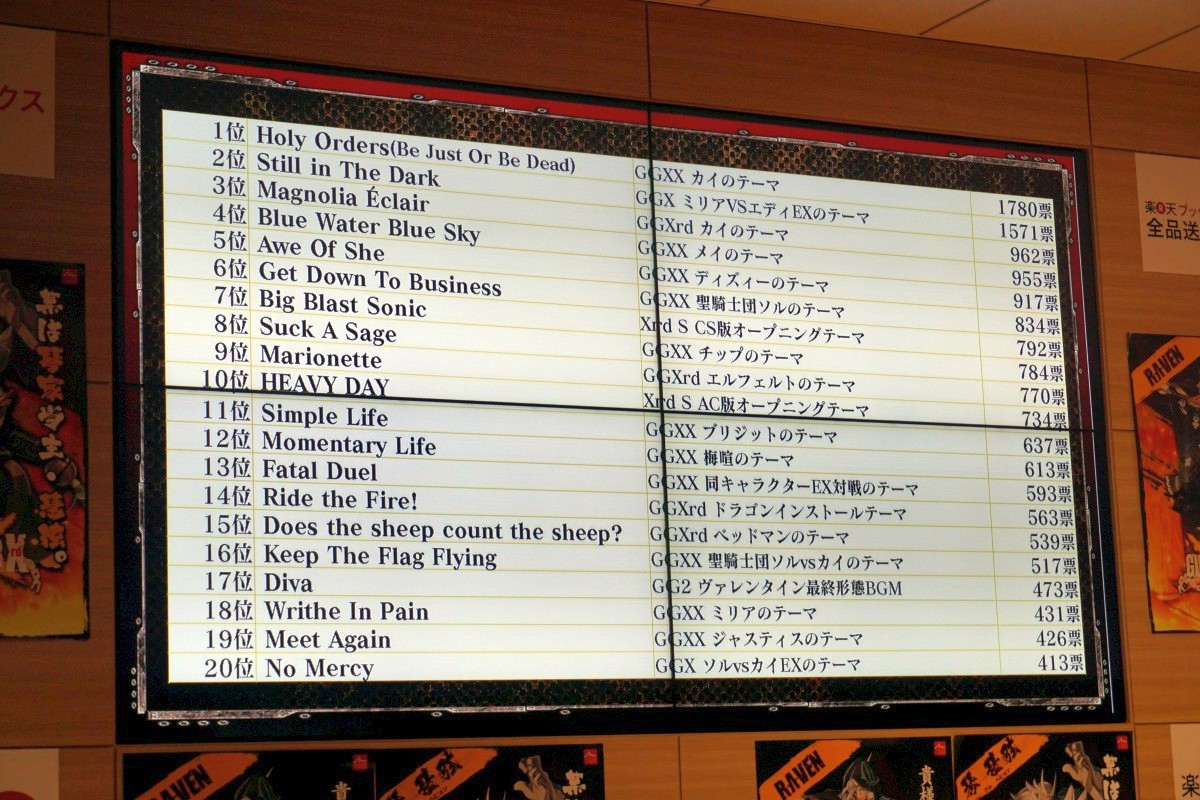 クス
1位 Holy Orders(Be Just Or Be Dead) GGXX カイのテーマ 1780票
2位 Still in The Dark GGX ミリアVSエディEXのテーマ 1571票
3位 Magnolia Éclair GGXrd カイのテーマ 962票
4位 Blue Water Blue Sky GGXX メイのテーマ 955票
5位 Awe Of She GGXX ディズィーのテーマ 917票
6位 Get Down To Business GGXX 聖騎士団ソルのテーマ 834票
7位 Big Blast Sonic Xrd S CS版オープニングテーマ 792票
8位 Suck A Sage GGXX チップのテーマ 784票
9位 Marionette GGXrd エルフェルトのテーマ 770票
10位 HEAVY DAY Xrd S AC版オープニングテーマ 734票
11位 Simple Life GGXX ブリジットのテーマ 637票
12位 Momentary Life GGXX 梅喧のテーマ 613票
13位 Fatal Duel GGXX 同キャラクターEX対戦のテーマ 593票
14位 Ride the Fire! GGXrd ドラゴンインストールテーマ 563票
15位 Does the sheep count the sheep? GGXrd ベッドマンのテーマ 539票
16位 Keep The Flag Flying GGXX 聖騎士団ソルvsカイのテーマ 517票
17位 Diva GG2 ヴァレンタイン最終形態BGM 473票
18位 Writhe In Pain GGXX ミリアのテーマ 431票
19位 Meet Again GGXX ジャスティスのテーマ 426票
20位 No Mercy GGX ソルvsカイEXのテーマ 413票
楽天ブッ
全品送
RAVEN
RAVEN
RAVEN
楽